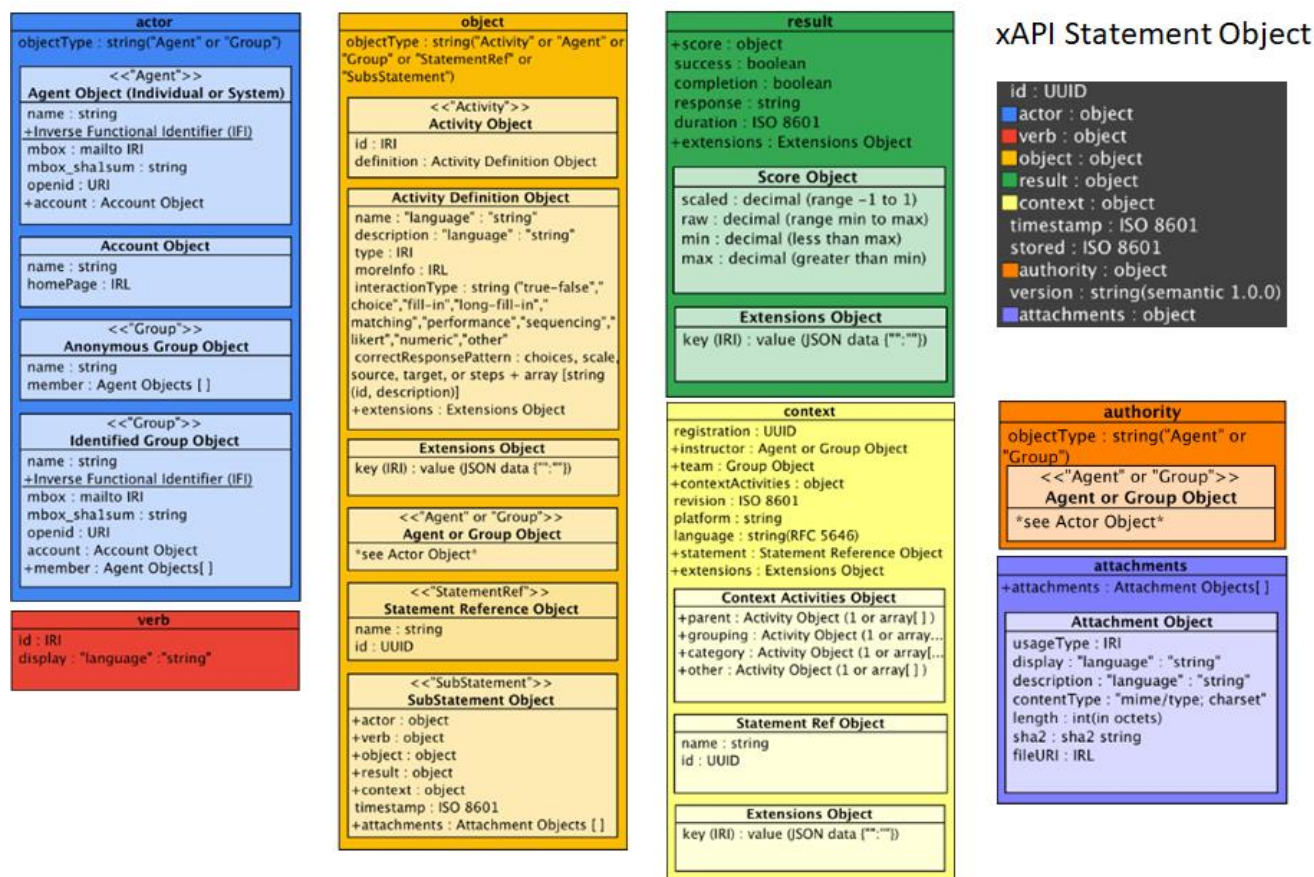 actor
objectType : string("Agent" or "Group")
<<"Agent">>
Agent Object (Individual or System)
name : string
+Inverse Functional Identifier (IFI)
mbox : mailto IRI
mbox_sha1sum : string
openid : URI
+account : Account Object
Account Object
name : string
homePage : IRL
<<"Group">>
Anonymous Group Object
name : string
member : Agent Objects [ ]
<<"Group">>
Identified Group Object
name : string
+Inverse Functional Identifier (IFI)
mbox : mailto IRI
mbox_sha1sum : string
openid : URI
account : Account Object
+member : Agent Objects[ ]
verb
id : IRI
display : "language" :"string"
object
objectType : string("Activity" or "Agent" or
"Group" or "StatementRef" or
"SubsStatement")
<<"Activity">>
Activity Object
id : IRI
definition : Activity Definition Object
Activity Definition Object
name : "language" : "string"
description : "language" : "string"
type : IRI
moreInfo : IRL
interactionType : string ("true-false","
choice","fill-in","long-fill-in","
matching","performance","sequencing","
likert","numeric","other"
correctResponsePattern : choices, scale,
source, target, or steps + array [string
(id, description)]
+extensions : Extensions Object
Extensions Object
key (IRI) : value (JSON data {"":""})
<<"Agent" or "Group">>
Agent or Group Object
*see Actor Object*
<<"StatementRef">>
Statement Reference Object
name : string
id : UUID
<<"SubStatement">>
SubStatement Object
+actor : object
+verb : object
+object : object
+result : object
+context : object
timestamp : ISO 8601
+attachments : Attachment Objects [ ]
result
+score : object
success : boolean
completion : boolean
response : string
duration : ISO 8601
+extensions : Extensions Object
Score Object
scaled : decimal (range -1 to 1)
raw : decimal (range min to max)
min : decimal (less than max)
max : decimal (greater than min)
Extensions Object
key (IRI) : value (JSON data {"":""})
context
registration : UUID
+instructor : Agent or Group Object
+team : Group Object
+contextActivities : object
revision : ISO 8601
platform : string
language : string(RFC 5646)
+statement : Statement Reference Object
+extensions : Extensions Object
Context Activities Object
+parent : Activity Object (1 or array[ ] )
+grouping : Activity Object (1 or array...
+category : Activity Object (1 or array[...
+other : Activity Object (1 or array[ ] )
Statement Ref Object
name : string
id : UUID
Extensions Object
key (IRI) : value (JSON data {"":""})
xAPI Statement Object
id : UUID
actor : object
verb : object
object : object
result : object
context : object
timestamp : ISO 8601
stored : ISO 8601
authority : object
version : string(semantic 1.0.0)
attachments : object
authority
objectType : string("Agent" or
"Group")
<<"Agent" or "Group">>
Agent or Group Object
*see Actor Object*
attachments
+attachments : Attachment Objects[ ]
Attachment Object
usageType : IRI
display : "language" : "string"
description : "language" : "string"
contentType : "mime/type; charset"
length : int(in octets)
sha2 : sha2 string
fileURI : IRL